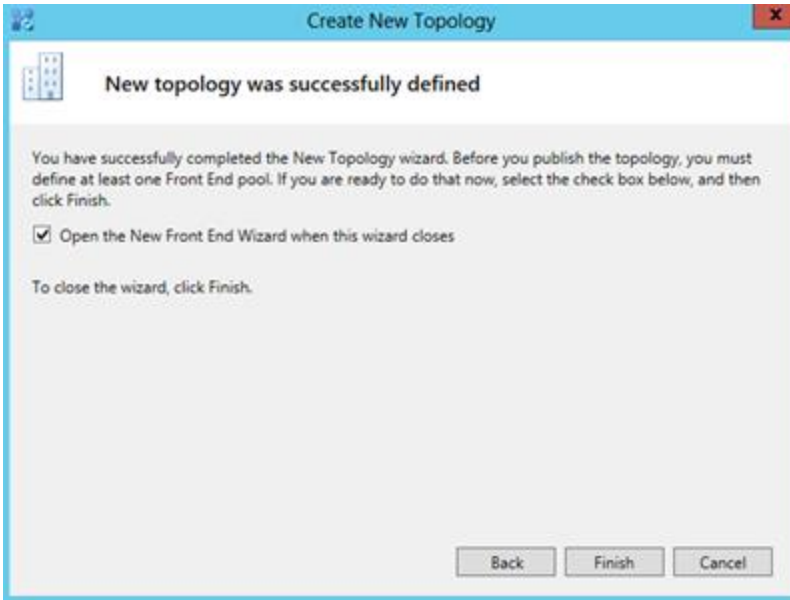 Create New Topology
x
New topology was successfully defined
You have successfully completed the New Topology wizard. Before you publish the topology, you must
define at least one Front End pool. If you are ready to do that now, select the check box below, and then
click Finish.
Open the New Front End Wizard when this wizard closes
To close the wizard, click Finish.
Back Finish Cancel